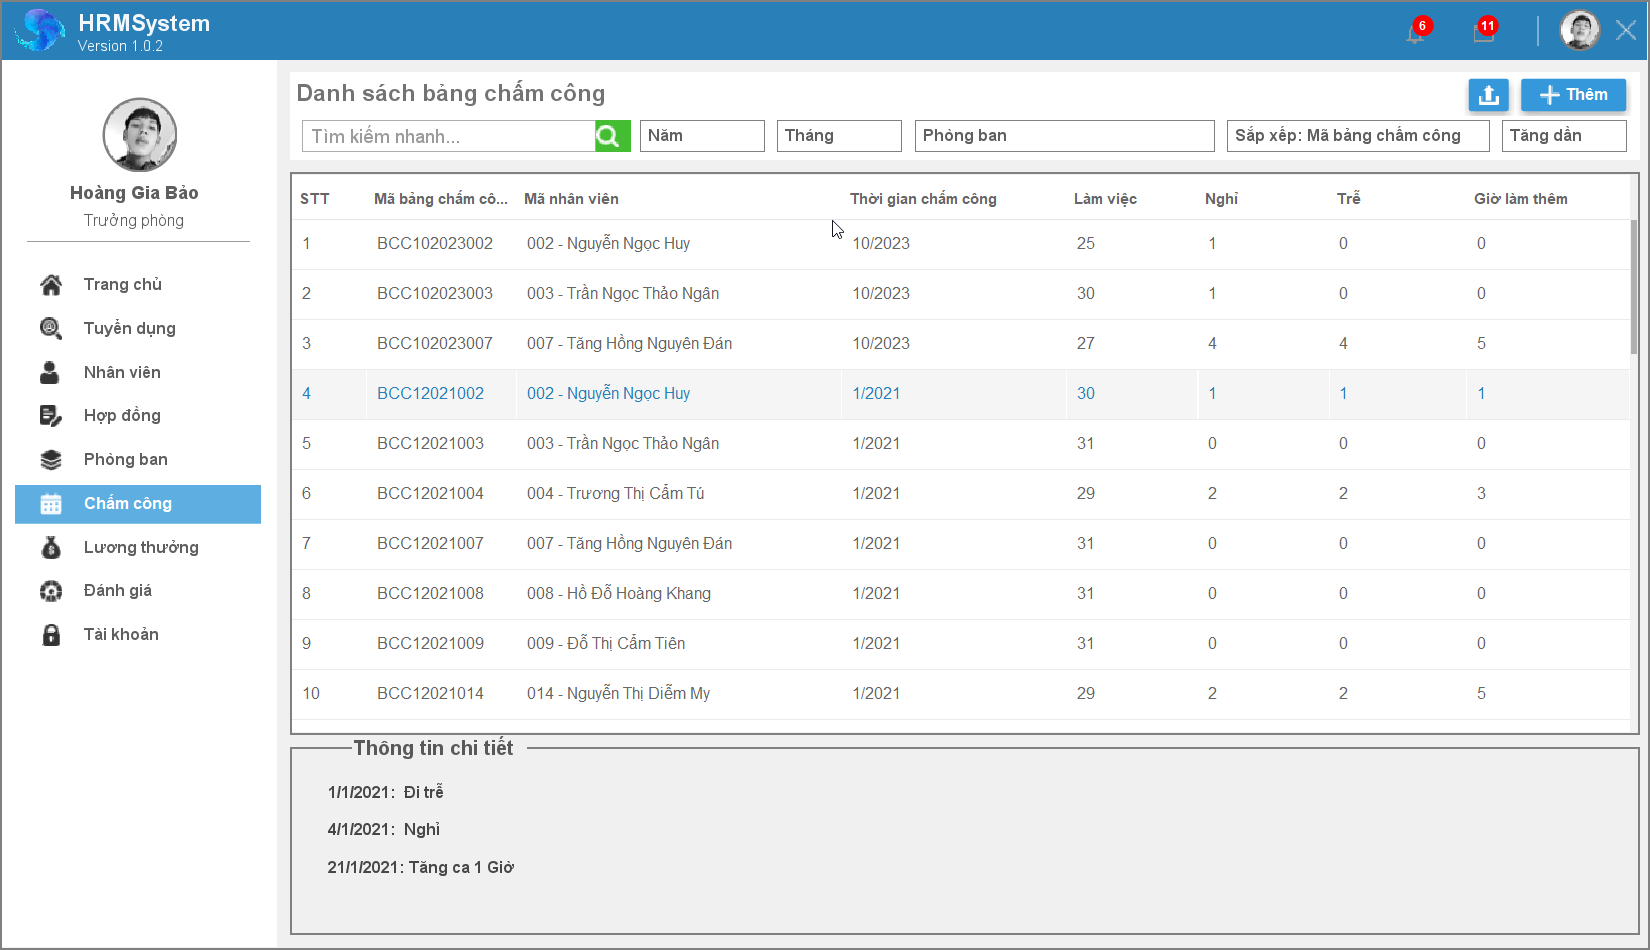 HRMSystem
Version 1.0.2
6
11
Hoàng Gia Bảo
Trưởng phòng
Trang chủ
Tuyển dụng
Nhân viên
Hợp đồng
Phòng ban
Chấm công
Lương thưởng
Đánh giá
Tài khoản
Danh sách bảng chấm công
Thêm
Tìm kiếm nhanh...
Năm
Tháng
Phòng ban
Sắp xếp: Mã bảng chấm công
Tăng dần
STT Mã bảng chấm cô... Mã nhân viên Thời gian chấm công Làm việc Nghỉ Trễ Giờ làm thêm
1 BCC102023002 002 - Nguyễn Ngọc Huy 10/2023 25 1 0 0
2 BCC102023003 003 - Trần Ngọc Thảo Ngân 10/2023 30 1 0 0
3 BCC102023007 007 - Tăng Hồng Nguyên Đán 10/2023 27 4 4 5
4 BCC12021002 002 - Nguyễn Ngọc Huy 1/2021 30 1 1 1
5 BCC12021003 003 - Trần Ngọc Thảo Ngân 1/2021 31 0 0 0
6 BCC12021004 004 - Trương Thị Cẩm Tú 1/2021 29 2 2 3
7 BCC12021007 007 - Tăng Hồng Nguyên Đán 1/2021 31 0 0 0
8 BCC12021008 008 - Hồ Đỗ Hoàng Khang 1/2021 31 0 0 0
9 BCC12021009 009 - Đỗ Thị Cẩm Tiên 1/2021 31 0 0 0
10 BCC12021014 014 - Nguyễn Thị Diễm My 1/2021 29 2 2 5
Thông tin chi tiết
1/1/2021: Đi trễ
4/1/2021: Nghỉ
21/1/2021: Tăng ca 1 Giờ